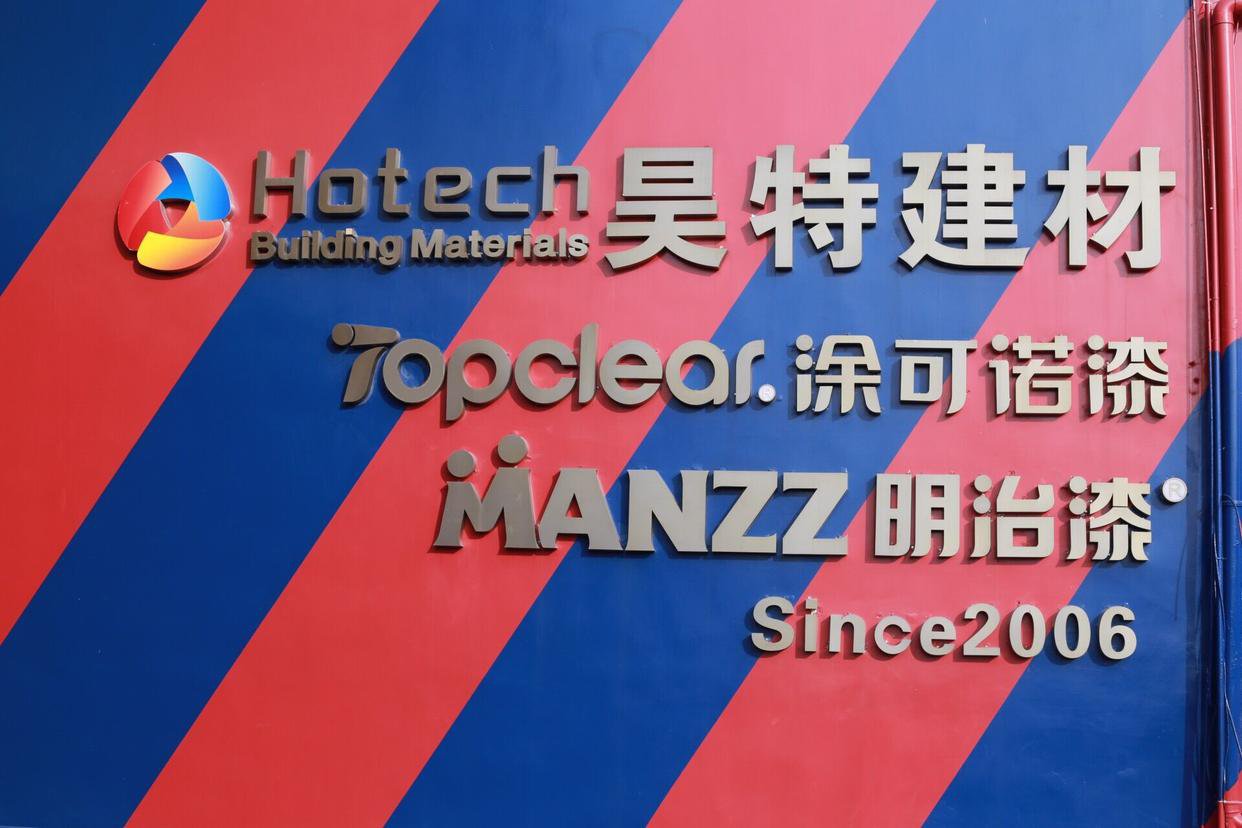 Hotech 昊特建材
Building Materials
Topclear.® 涂可诺漆
MANZZ 明治漆®
Since2006